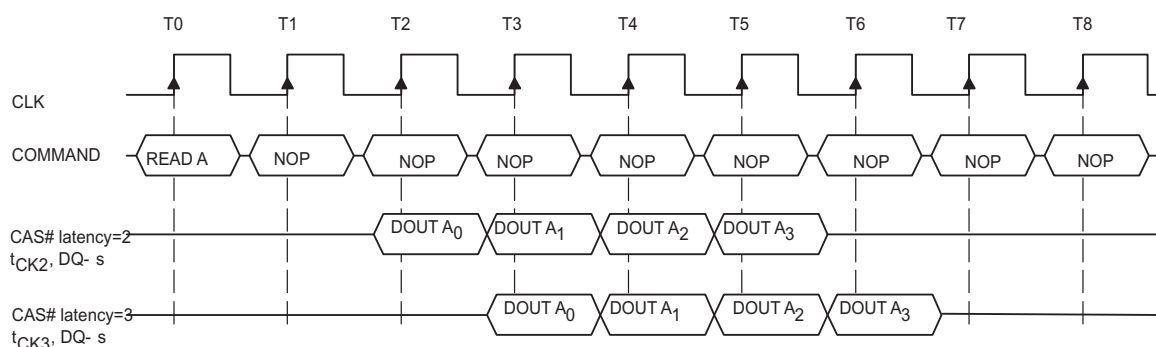 T0 T1 T2 T3 T4 T5 T6 T7 T8
CLK
COMMAND READ A NOP NOP NOP NOP NOP NOP NOP NOP
CAS# latency=2 DOUT A0 DOUT A1 DOUT A2 DOUT A3
tCK2, DQ- s
CAS# latency=3 DOUT A0 DOUT A1 DOUT A2 DOUT A3
tCK3, DQ- s